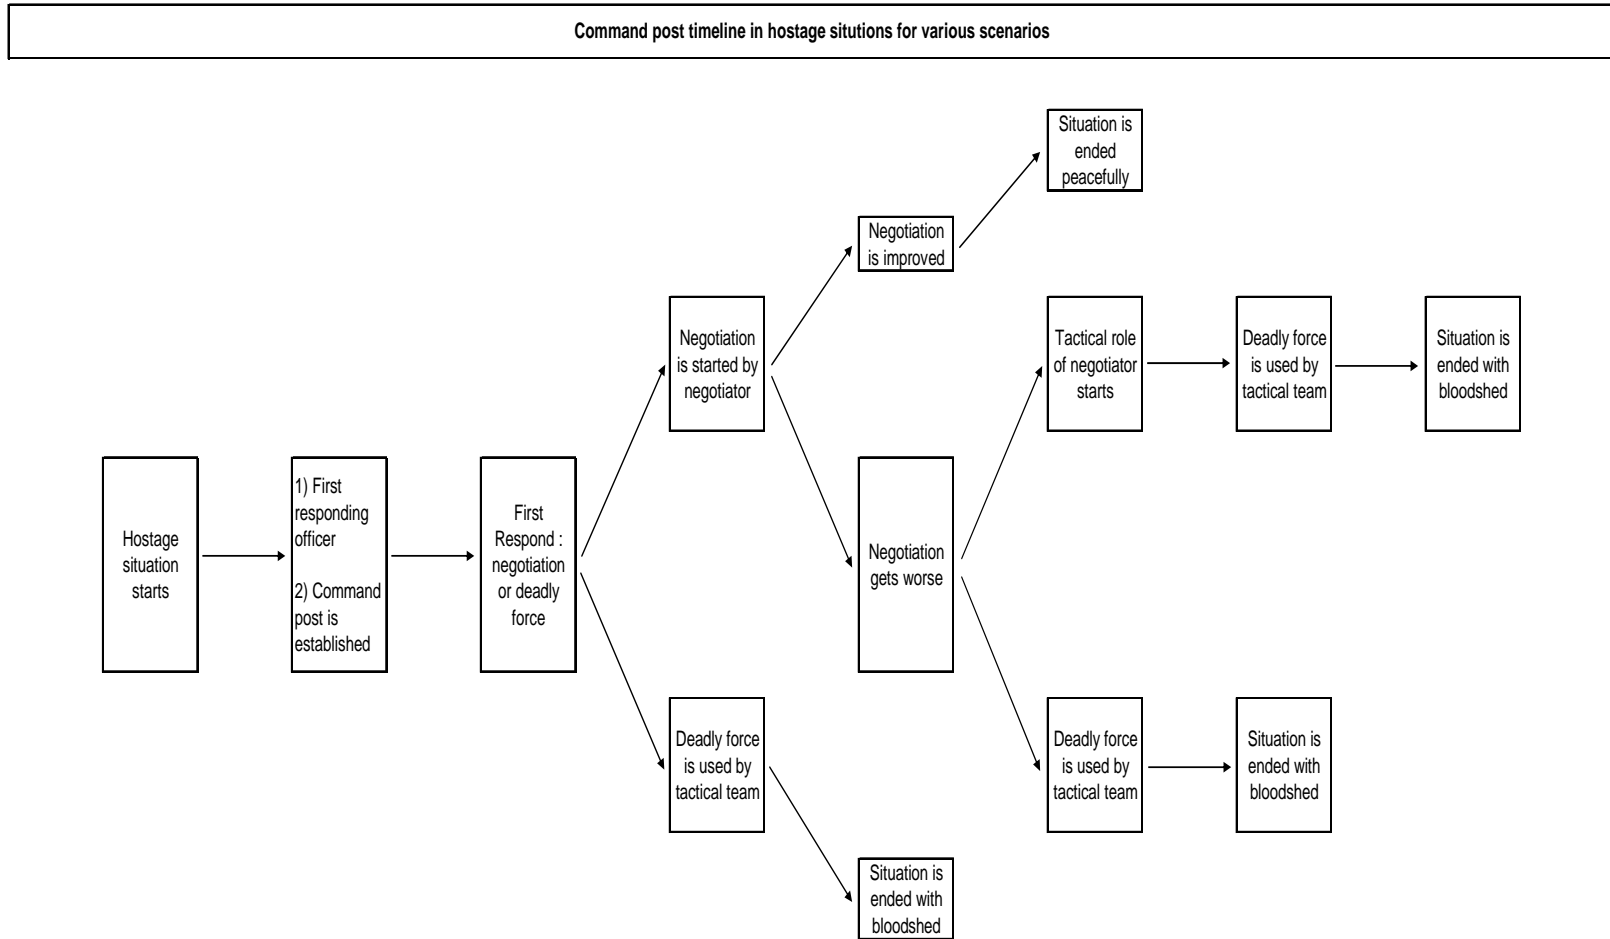 Command post timeline in hostage situtions for various scenarios
Situation is
ended
peacefully
Negotiation
is improved
Negotiation
is started by
negotiator
Tactical role
of negotiator
starts
Deadly force
is used by
tactical team
Situation is
ended with
bloodshed
Hostage
situation
starts
1) First
responding
officer
2) Command
post is
established
First
Respond :
negotiation
or deadly
force
Negotiation
gets worse
Deadly force
is used by
tactical team
Deadly force
is used by
tactical team
Situation is
ended with
bloodshed
Situation is
ended with
bloodshed